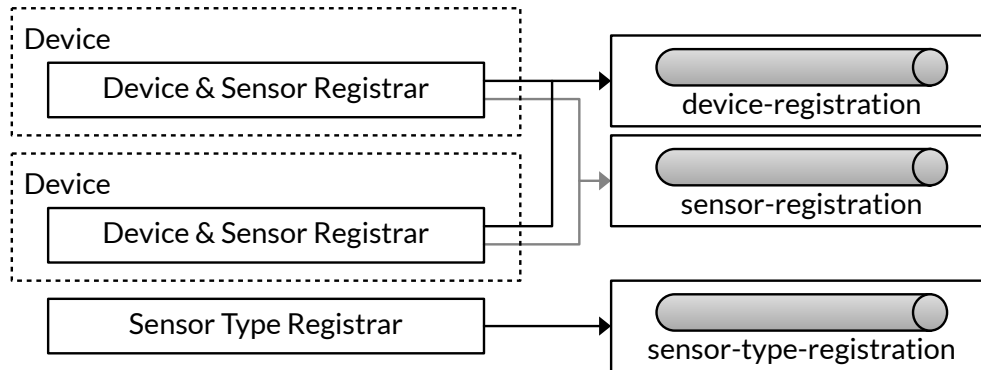 Device
Device & Sensor Registrar
device-registration
Device
Device & Sensor Registrar
sensor-registration
Sensor Type Registrar
sensor-type-registration